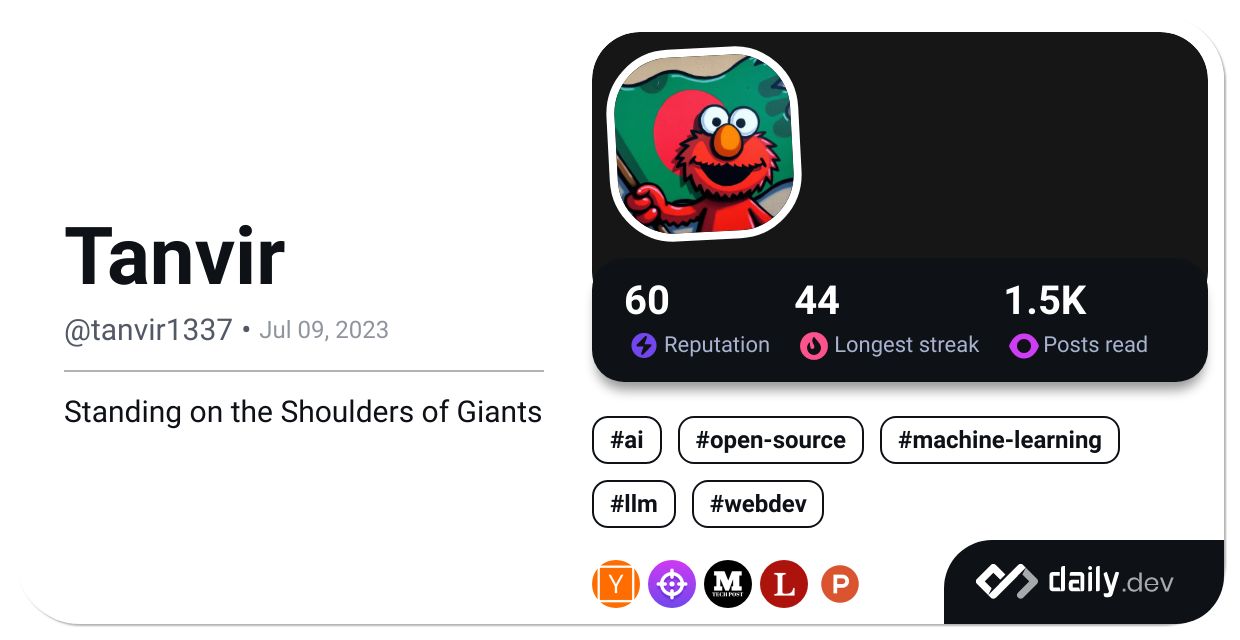 Tanvir
@tanvir1337 • Jul 09, 2023
Standing on the Shoulders of Giants
60 44 1.5K
Reputation Longest streak Posts read
#ai #open-source #machine-learning
#llm #webdev
Y M TECH POST L P
daily.dev